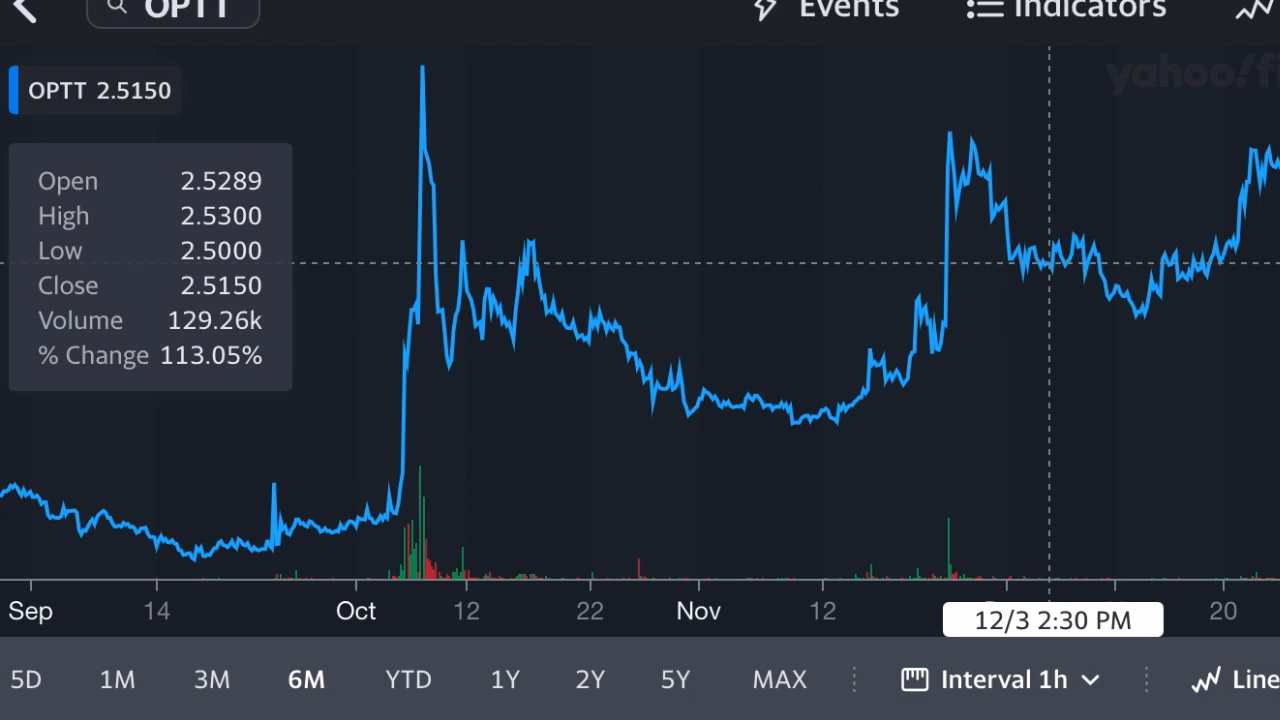 OPTT Events Indicators
yahoo!f
OPTT 2.5150
Open 2.5289
High 2.5300
Low 2.5000
Close 2.5150
Volume 129.26k
% Change 113.05%
Sep 14 Oct 12 22 Nov 12 12/3 2:30 PM 20
5D 1M 3M 6M YTD 1Y 2Y 5Y MAX Interval 1h Line